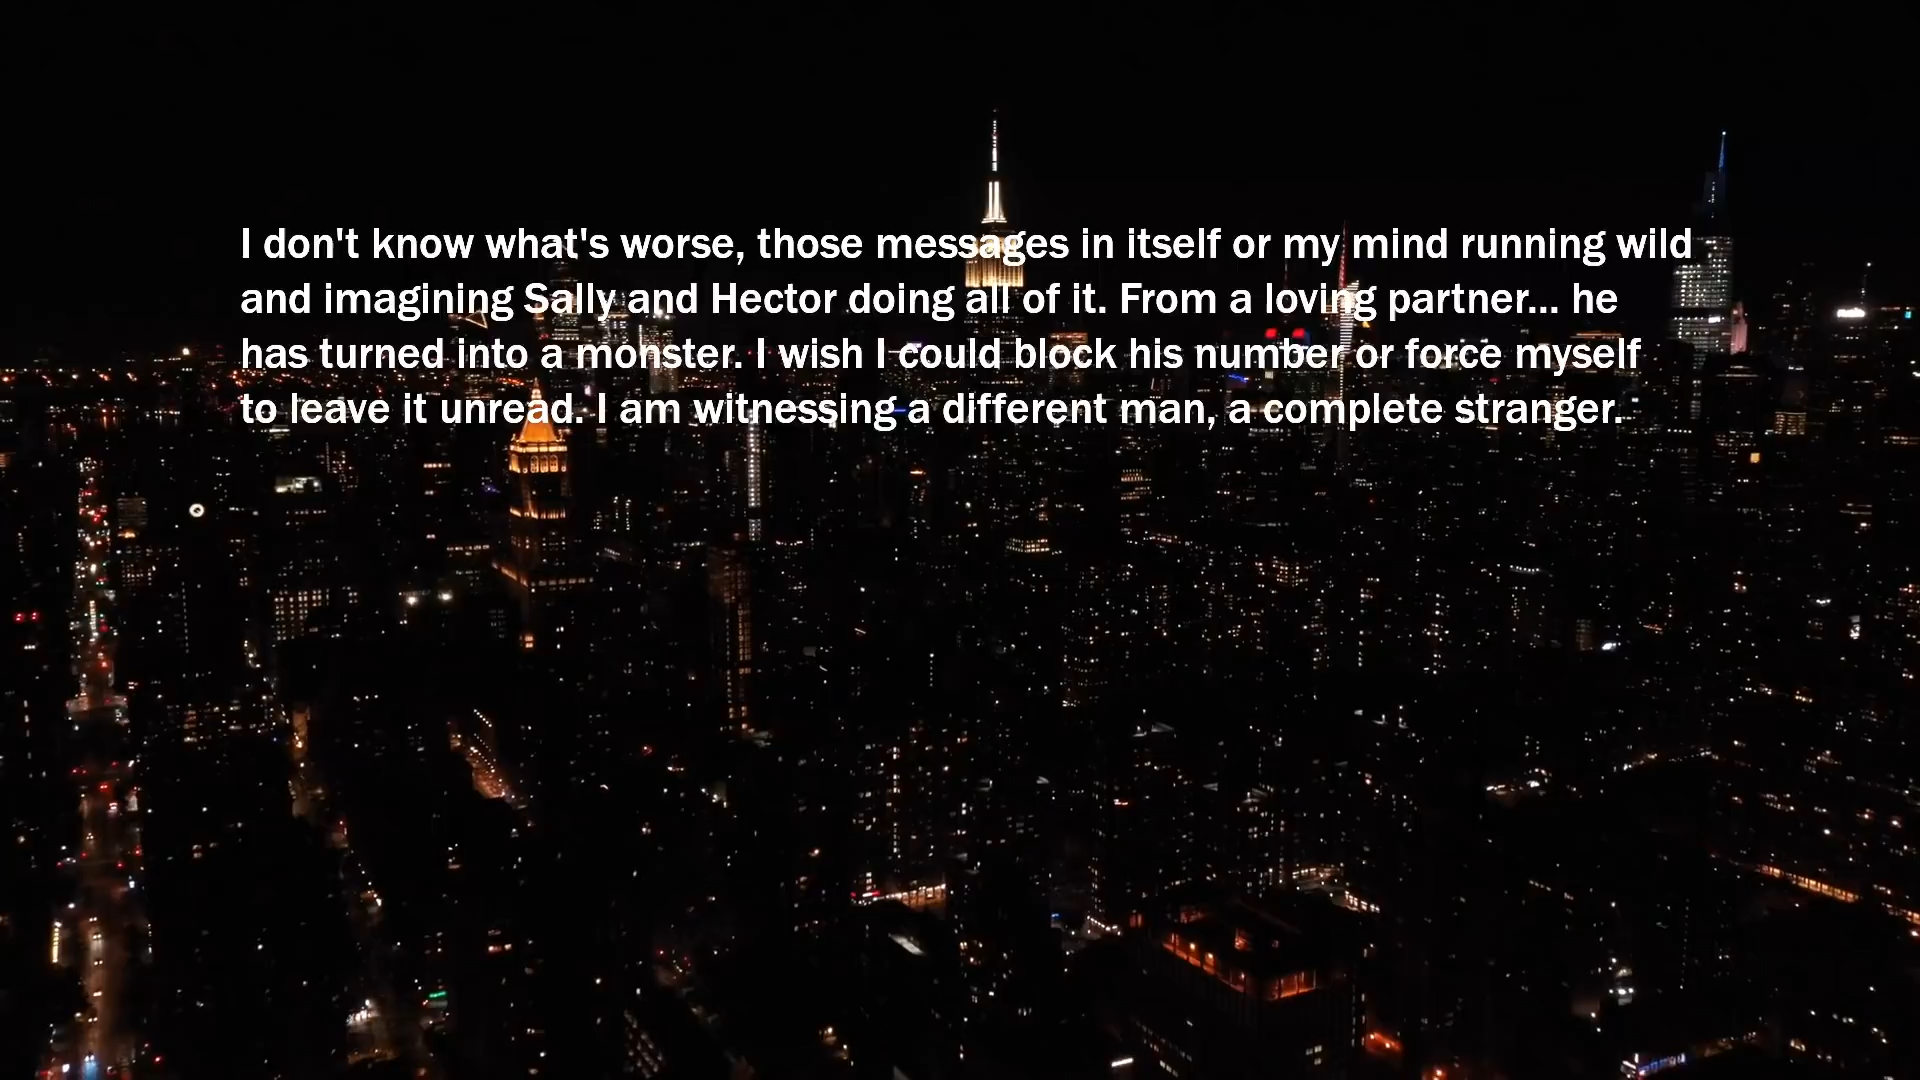 I don't know what's worse, those messages in itself or my mind running wild
and imagining Sally and Hector doing all of it. From a loving partner... he
has turned into a monster. I wish I could block his number or force myself
to leave it unread. I am witnessing a different man, a complete stranger.